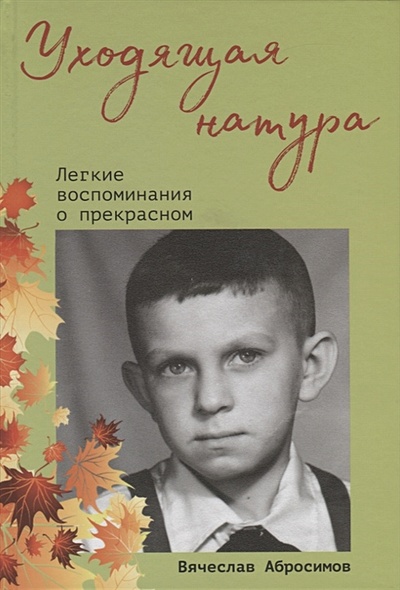 Уходящая
натура
Легкие
воспоминания
о прекрасном
Вячеслав Абросимов